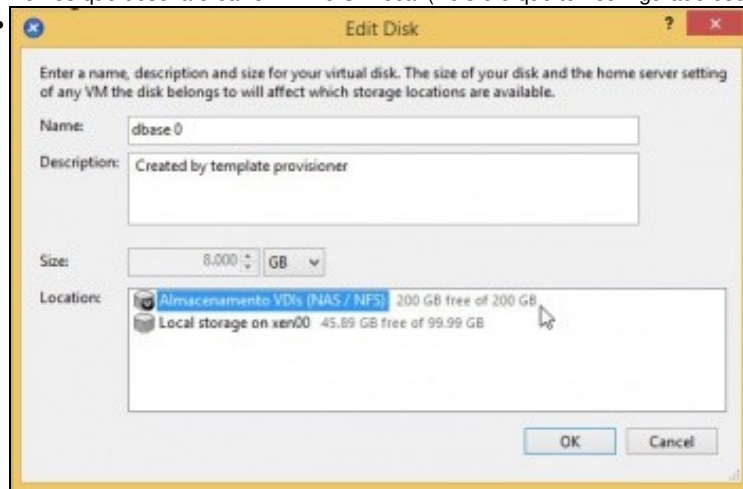 Edit Disk
?
Enter a name, description and size for your virtual disk. The size of your disk and the home server setting
of any VM the disk belongs to will affect which storage locations are available.
Name:
dbase 0
Description:
Created by template provisioner
Size:
8.000
GB
Location:
Almacenamento VDIs (NAS / NFS) 200 GB free of 200 GB
Local storage on xen00 45.89 GB free of 99.99 GB
OK
Cancel